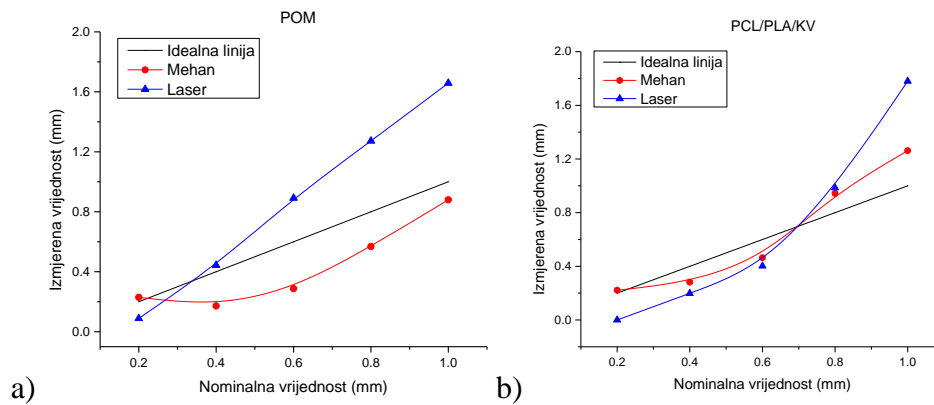 POM
Idealna linija
Mehan
Laser
Izmjerena vrijednost (mm)
2.0
1.6
1.2
0.8
0.4
0.0
0.2 0.4 0.6 0.8 1.0
Nominalna vrijednost (mm)
a)
PCL/PLA/KV
Idealna linija
Mehan
Laser
Izmjerena vrijednost (mm)
2.0
1.6
1.2
0.8
0.4
0.0
0.2 0.4 0.6 0.8 1.0
Nominalna vrijednost (mm)
b)